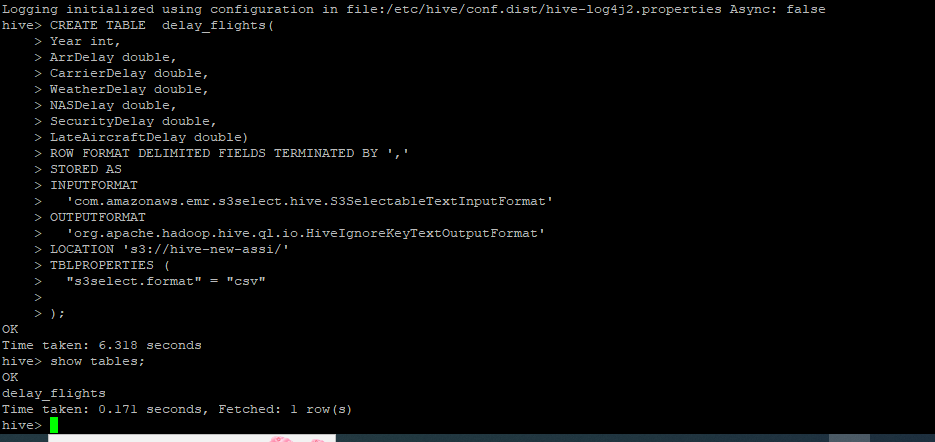 Logging initialized using configuration in file:/etc/hive/conf.dist/hive-log4j2.properties Async: false
hive> CREATE TABLE  delay_flights(
    > Year int,
    > ArrDelay double,
    > CarrierDelay double,
    > WeatherDelay double,
    > NASDelay double,
    > SecurityDelay double,
    > LateAircraftDelay double)
    > ROW FORMAT DELIMITED FIELDS TERMINATED BY ','
    > STORED AS
    > INPUTFORMAT
    >   'com.amazonaws.emr.s3select.hive.S3SelectableTextInputFormat'
    > OUTPUTFORMAT
    >   'org.apache.hadoop.hive.ql.io.HiveIgnoreKeyTextOutputFormat'
    > LOCATION 's3://hive-new-assi/'
    > TBLPROPERTIES (
    >   "s3select.format" = "csv"
    >
    > );
OK
Time taken: 6.318 seconds
hive> show tables;
OK
delay_flights
Time taken: 0.171 seconds, Fetched: 1 row(s)
hive>